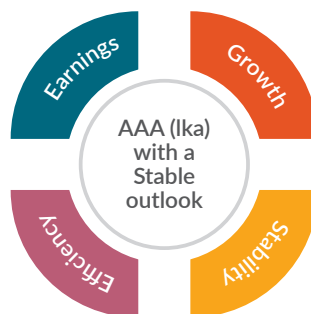 Earnings
Growth
AAA (lka)
with a
Stable
outlook
Efficiency
Stability